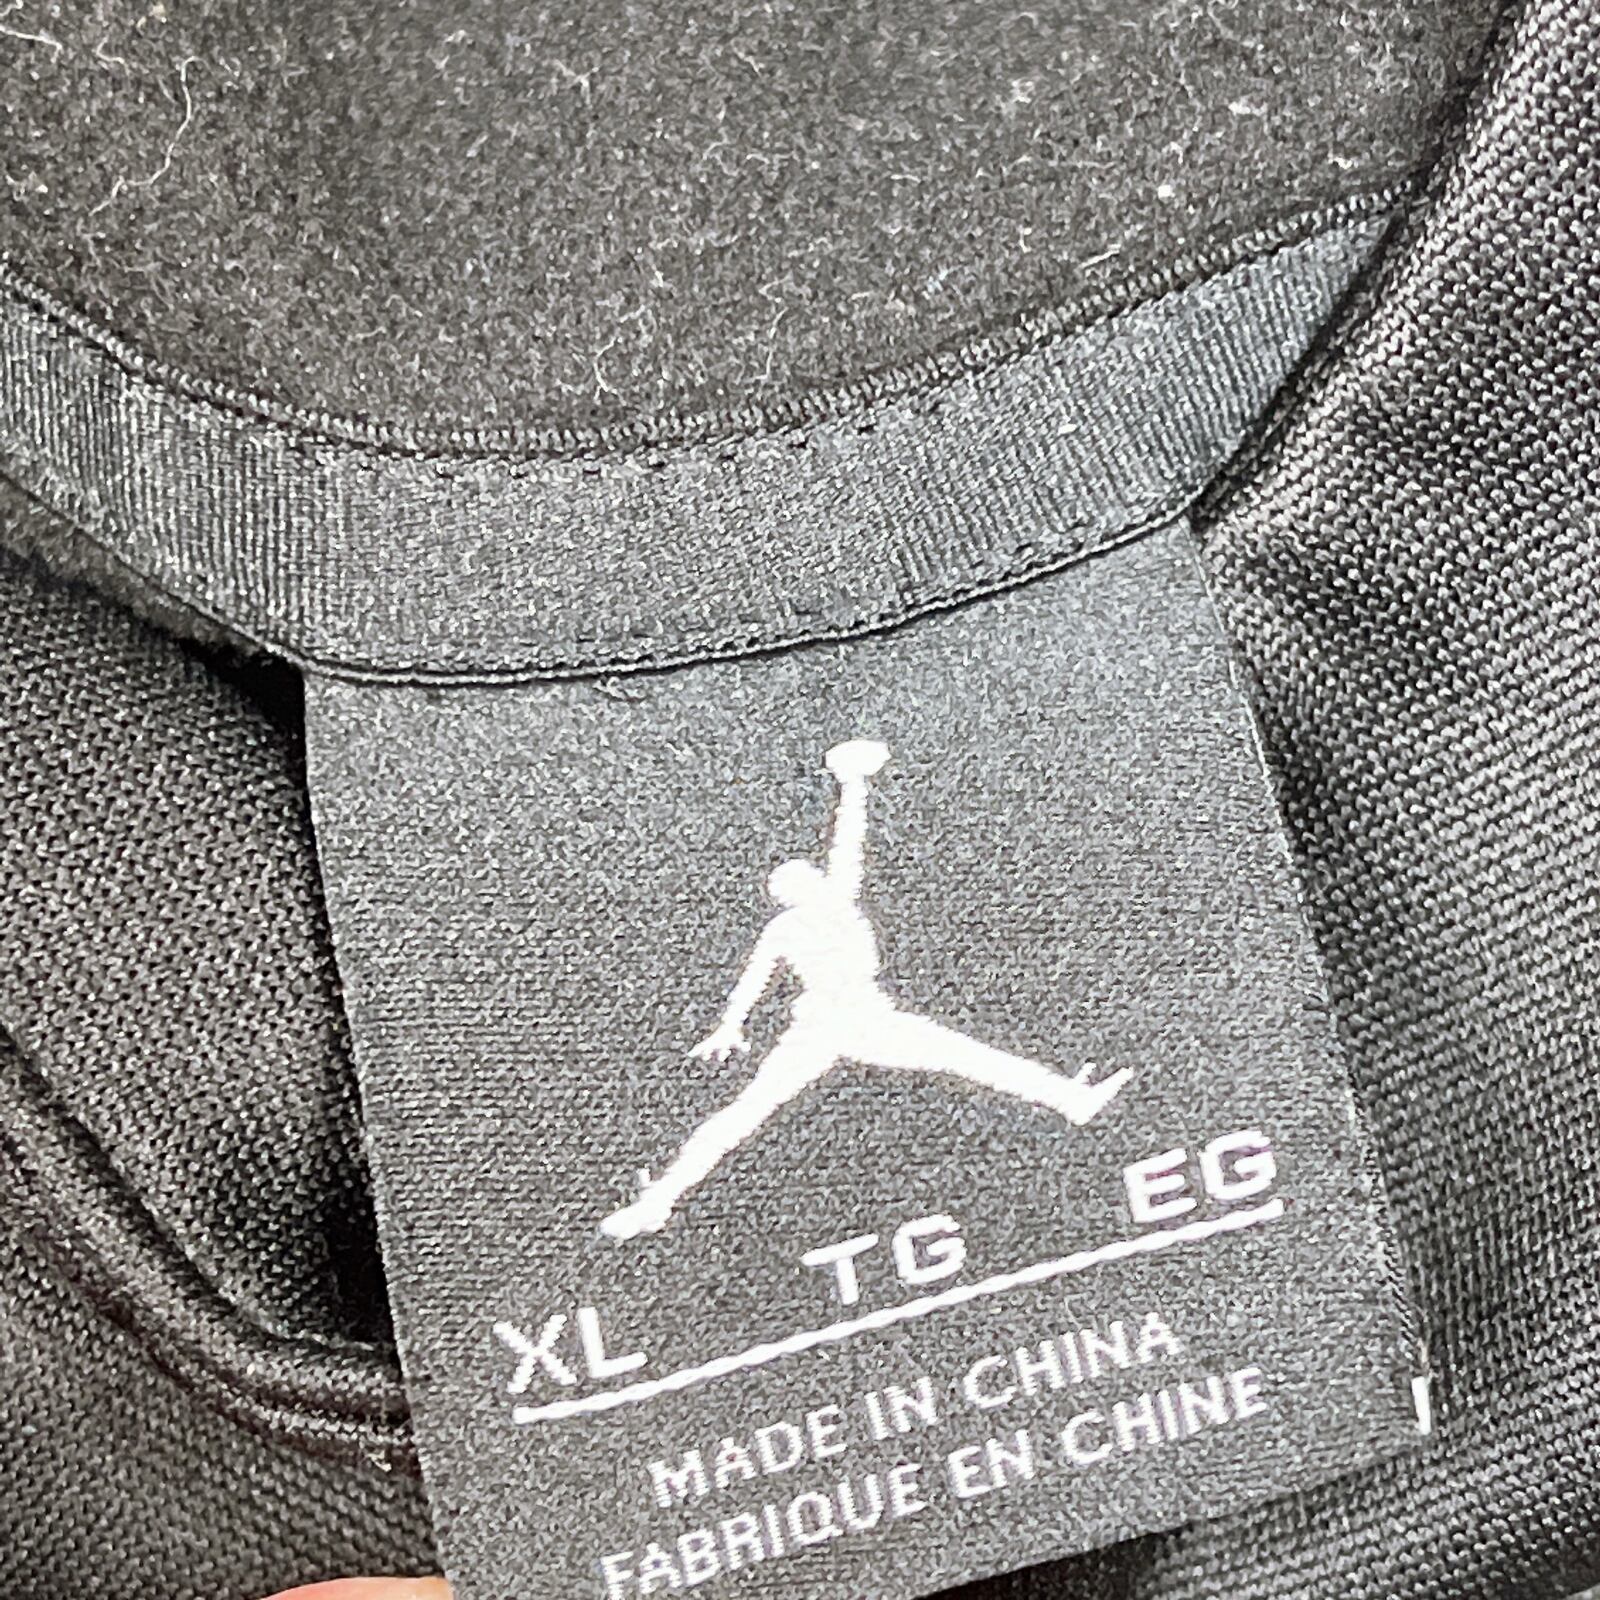 XL TG EG
MADE IN CHINA
FABRIQUE EN CHINE